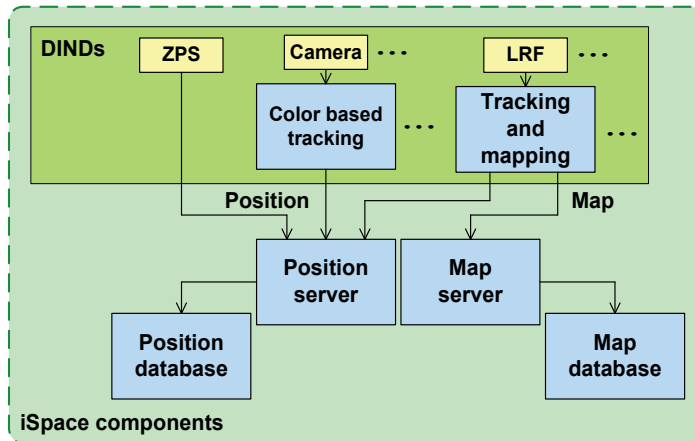 DINDs
ZPS
Camera
...
LRF
...
Color based
tracking
...
Tracking
and
mapping
...
Position
Map
Position
server
Map
server
Position
database
Map
database
iSpace components